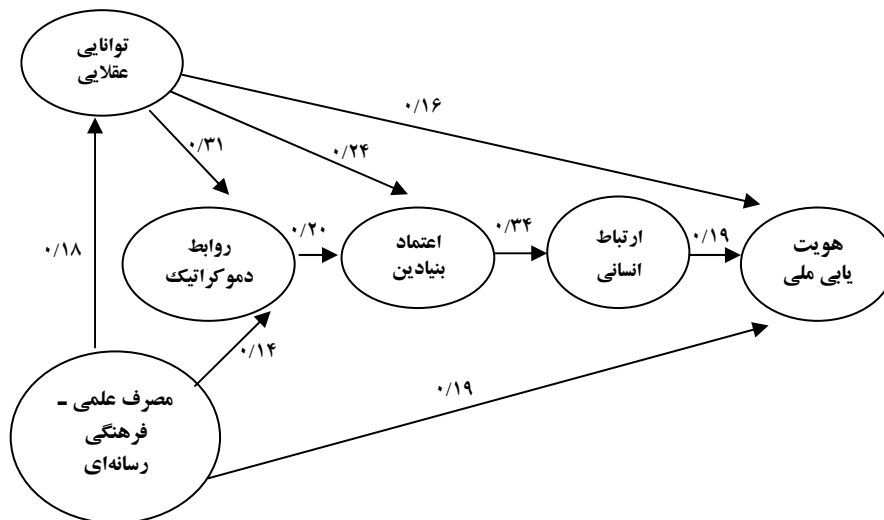 توانایی
عقلایی
۰/۱۶
۰/۳۱
۰/۲۴
۰/۱۸
روابط
دموکراتیک
۰/۲۰
اعتماد
بنیادین
۰/۳۴
ارتباط
انسانی
۰/۱۹
هویت
یابی ملی
۰/۱۴
۰/۱۹
مصرف علمی ـ
فرهنگی
رسانه‌ای